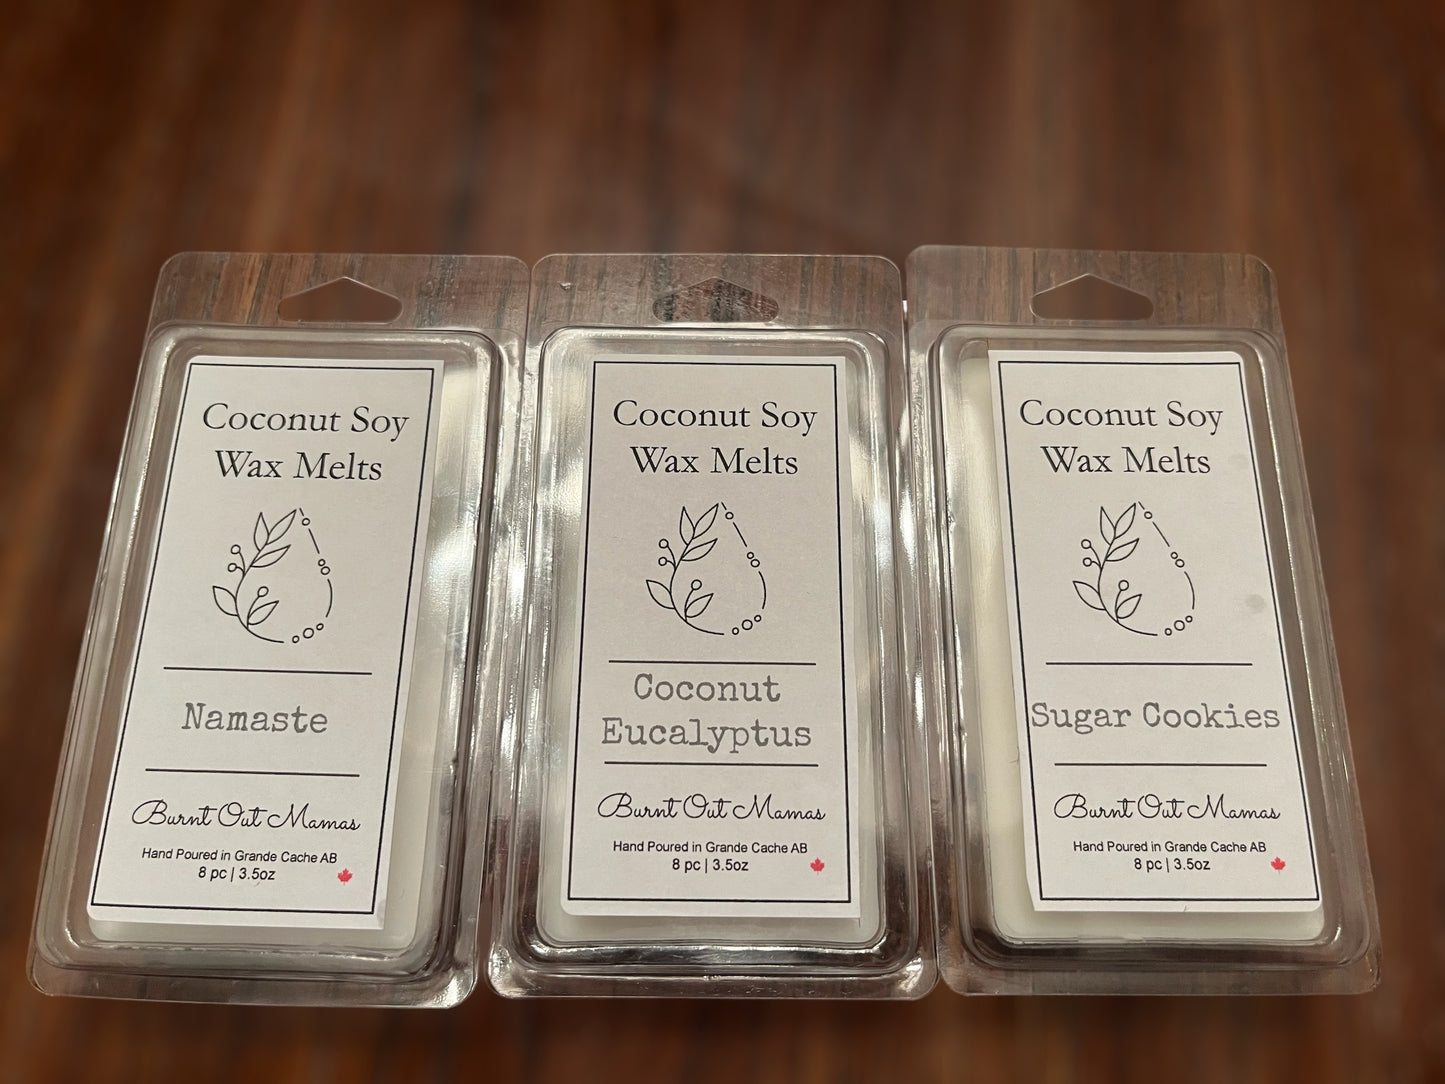 Coconut Soy
Wax Melts
Namaste
Burnt Out Mamas
Hand Poured in Grande Cache AB
8 pc | 3.5oz
Coconut Soy
Wax Melts
Coconut
Eucalyptus
Burnt Out Mamas
Hand Poured in Grande Cache AB
8 pc | 3.5oz
Coconut Soy
Wax Melts
Sugar Cookies
Burnt Out Mamas
Hand Poured in Grande Cache AB
8 pc | 3.5oz